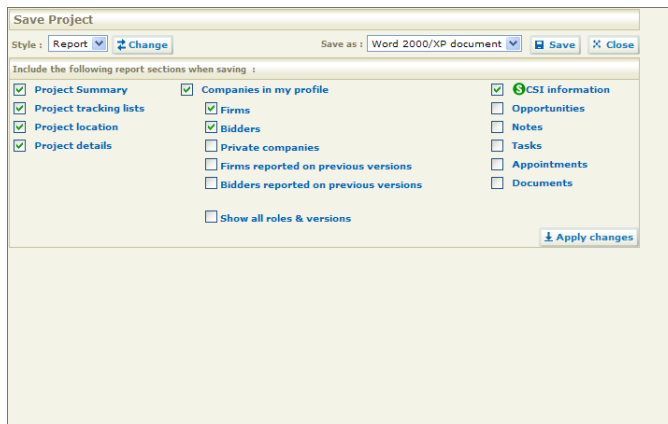 Save Project
Style : Report Change Save as : Word 2000/XP document Save X Close
Include the following report sections when saving :
Project Summary Companies in my profile $ CSI information
Project tracking lists Firms Opportunities
Project location Bidders Notes
Project details Private companies Tasks
Firms reported on previous versions Appointments
Bidders reported on previous versions Documents
Show all roles & versions
Apply changes